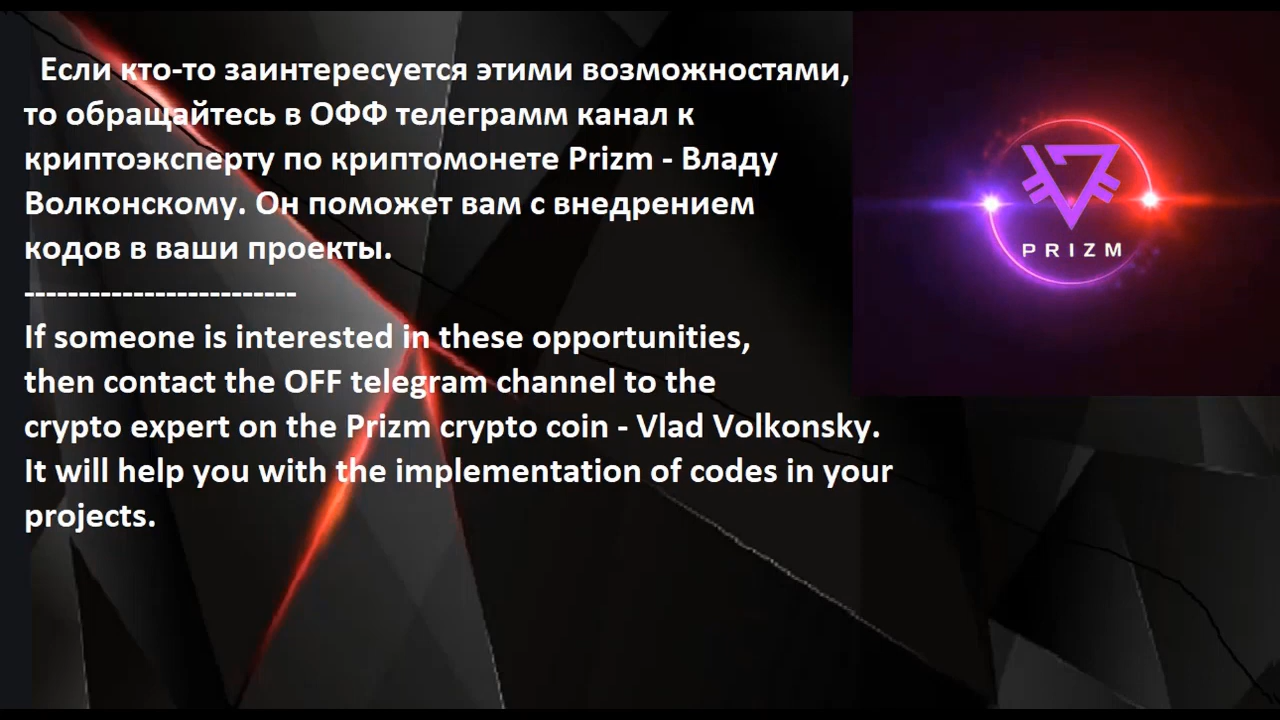 Если кто-то заинтересуется этими возможностями,
то обращайтесь в ОФФ телеграмм канал к
криптоэксперту по криптомонете Prizm - Владу
Волконскому. Он поможет вам с внедрением
кодов в ваши проекты.
-------------------------
If someone is interested in these opportunities,
then contact the OFF telegram channel to the
crypto expert on the Prizm crypto coin - Vlad Volkonsky.
It will help you with the implementation of codes in your
projects.
PRIZM